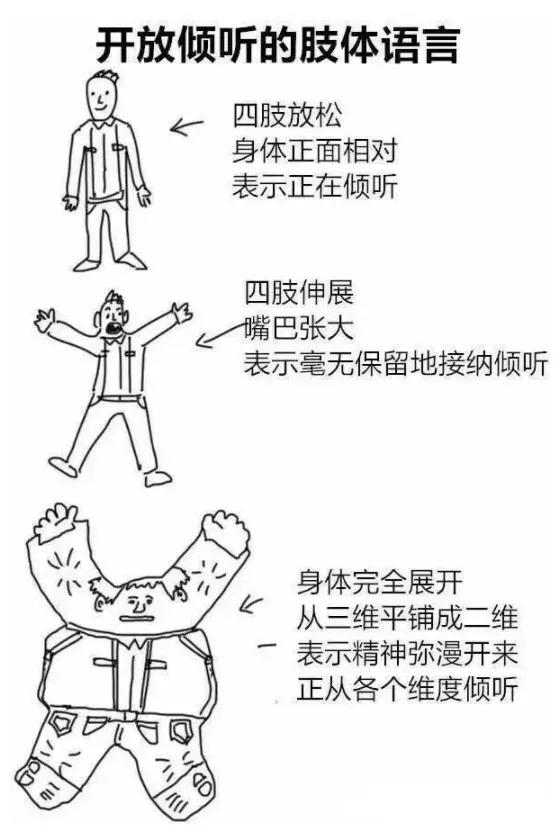 开放倾听的肢体语言
四肢放松
身体正面相对
表示正在倾听
四肢伸展
嘴巴张大
表示毫无保留地接纳倾听
身体完全展开
从三维平铺成二维
表示精神弥漫开来
正从各个维度倾听